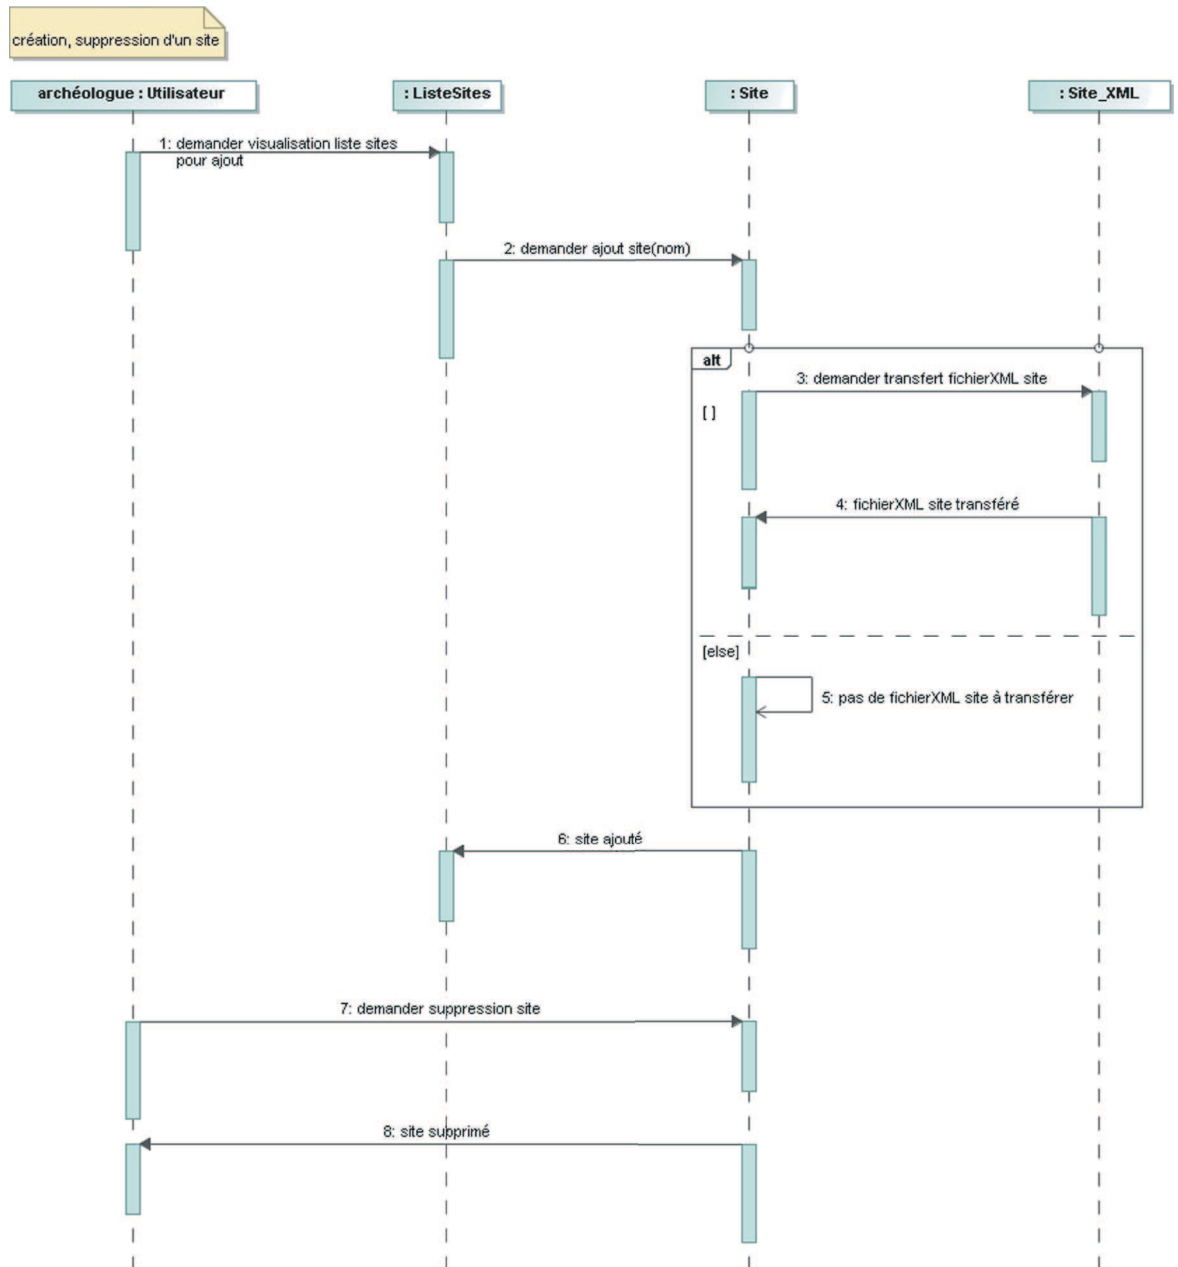 création, suppression d'un site
archéologue : Utilisateur
: ListeSites
: Site
: Site_XML
1: demander visualisation liste sites
pour ajout
2: demander ajout site(nom)
alt
3: demander transfert fichierXML site
[ ]
4: fichierXML site transféré
[else]
5: pas de fichierXML site à transférer
6: site ajouté
7: demander suppression site
8: site supprimé